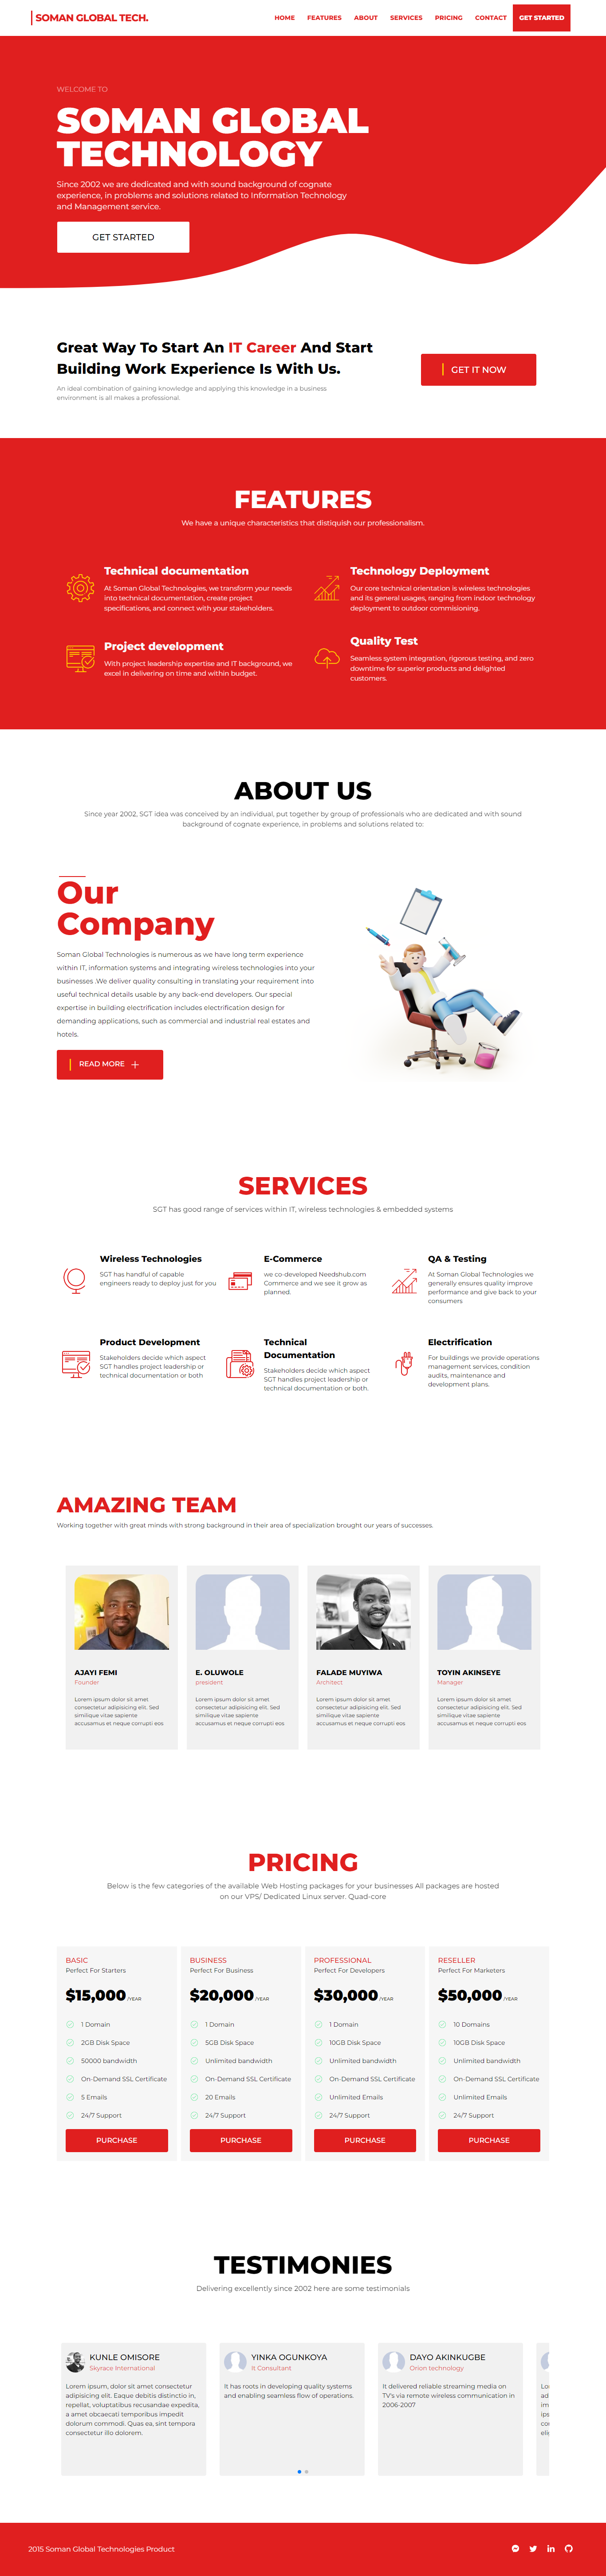 SOMAN GLOBAL TECH.
HOME FEATURES ABOUT SERVICES PRICING CONTACT GET STARTED
WELCOME TO
SOMAN GLOBAL
TECHNOLOGY
Since 2002 we are dedicated and with sound background of cognate
experience, in problems and solutions related to Information Technology
and Management service.
GET STARTED
Great Way To Start An IT Career And Start
Building Work Experience Is With Us.
An ideal combination of gaining knowledge and applying this knowledge in a business
environment is all makes a professional.
GET IT NOW
FEATURES
We have a unique characteristics that distiquish our professionalism.
Technical documentation
At Soman Global Technologies, we transform your needs
into technical documentation, create project
specifications, and connect with your stakeholders.
Technology Deployment
Our core technical orientation is wireless technologies
and its general usages, ranging from indoor technology
deployment to outdoor commisioning.
Project development
With project leadership expertise and IT background, we
excel in delivering on time and within budget.
Quality Test
Seamless system integration, rigorous testing, and zero
downtime for superior products and delighted
customers.
ABOUT US
Since year 2002, SGT idea was conceived by an individual, put together by group of professionals who are dedicated and with sound
background of cognate experience, in problems and solutions related to:
Our
Company
Soman Global Technologies is numerous as we have long term experience
within IT, information systems and integrating wireless technologies into your
businesses .We deliver quality consulting in translating your requirement into
useful technical details usable by any back-end developers. Our special
expertise in building electrification includes electrification design for
demanding applications, such as commercial and industrial real estates and
hotels.
READ MORE
SERVICES
SGT has good range of services within IT, wireless technologies & embedded systems
Wireless Technologies
SGT has handful of capable
engineers ready to deploy just for you
E-Commerce
we co-developed Needshub.com
Commerce and we see it grow as
planned.
QA & Testing
At Soman Global Technologies we
generally ensures quality improve
performance and give back to your
consumers
Product Development
Stakeholders decide which aspect
SGT handles project leadership or
technical documentation or both
Technical
Documentation
Stakeholders decide which aspect
SGT handles project leadership or
technical documentation or both.
Electrification
For buildings we provide operations
management services, condition
audits, maintenance and
development plans.
AMAZING TEAM
Working together with great minds with strong background in their area of specialization brought our years of successes.
AJAYI FEMI
Founder
Lorem ipsum dolor sit amet
consectetur adipisicing elit. Sed
similique vitae sapiente
accusamus et neque corrupti eos
E. OLUWOLE
president
Lorem ipsum dolor sit amet
consectetur adipisicing elit. Sed
similique vitae sapiente
accusamus et neque corrupti eos
FALADE MUYIWA
Architect
Lorem ipsum dolor sit amet
consectetur adipisicing elit. Sed
similique vitae sapiente
accusamus et neque corrupti eos
TOYIN AKINSEYE
Manager
Lorem ipsum dolor sit amet
consectetur adipisicing elit. Sed
similique vitae sapiente
accusamus et neque corrupti eos
PRICING
Below is the few categories of the available Web Hosting packages for your businesses All packages are hosted
on our VPS/ Dedicated Linux server. Quad-core
BASIC
Perfect For Starters
$15,000 /YEAR
1 Domain
2GB Disk Space
50000 bandwidth
On-Demand SSL Certificate
5 Emails
24/7 Support
PURCHASE
BUSINESS
Perfect For Business
$20,000 /YEAR
1 Domain
5GB Disk Space
Unlimited bandwidth
On-Demand SSL Certificate
20 Emails
24/7 Support
PURCHASE
PROFESSIONAL
Perfect For Developers
$30,000 /YEAR
1 Domain
10GB Disk Space
Unlimited bandwidth
On-Demand SSL Certificate
Unlimited Emails
24/7 Support
PURCHASE
RESELLER
Perfect For Marketers
$50,000 /YEAR
10 Domains
10GB Disk Space
Unlimited bandwidth
On-Demand SSL Certificate
Unlimited Emails
24/7 Support
PURCHASE
TESTIMONIES
Delivering excellently since 2002 here are some testimonials
KUNLE OMISORE
Skyrace International
Lorem ipsum, dolor sit amet consectetur
adipisicing elit. Eaque debitis distinctio in,
repellat, voluptatibus recusandae expedita,
a amet obcaecati temporibus impedit
dolorum commodi. Quas ea, sint tempora
consectetur illo dolorem.
YINKA OGUNKOYA
It Consultant
It has roots in developing quality systems
and enabling seamless flow of operations.
DAYO AKINKUGBE
Orion technology
It delivered reliable streaming media on
TV's via remote wireless communication in
2006-2007
2015 Soman Global Technologies Product